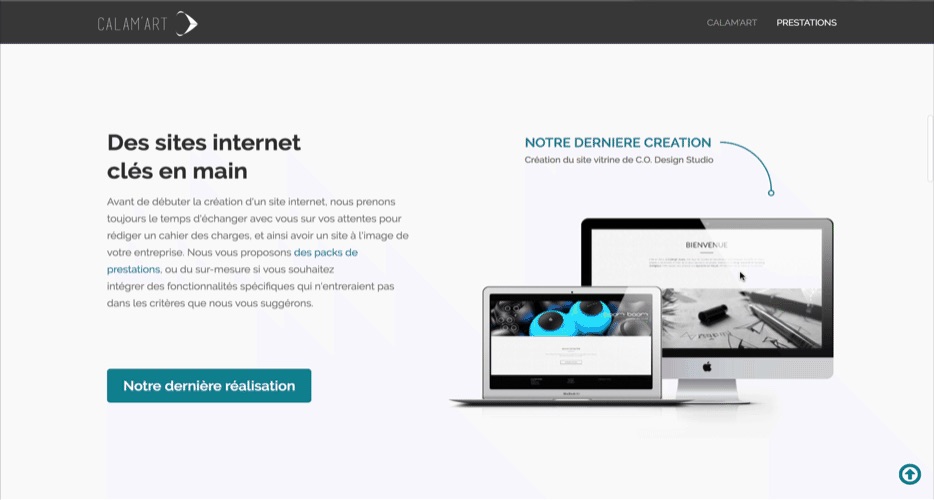 CALAM'ART
CALAM'ART PRESTATIONS
Des sites internet
clés en main
Avant de débuter la création d'un site internet, nous prenons
toujours le temps d'échanger avec vous sur vos attentes pour
rédiger un cahier des charges, et ainsi avoir un site à l'image de
votre entreprise. Nous vous proposons des packs de
prestations, ou du sur-mesure si vous souhaitez
intégrer des fonctionnalités spécifiques qui n'entreraient pas
dans les critères que nous vous suggérons.
Notre dernière réalisation
NOTRE DERNIERE CREATION
Création du site vitrine de C.O. Design Studio
BIENVENUE